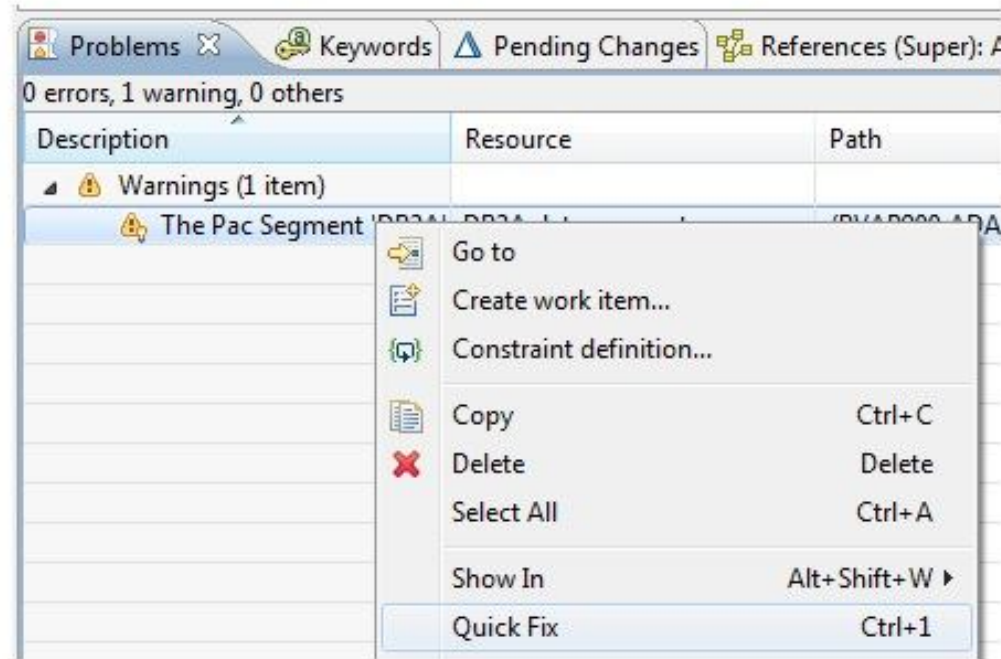 Problems Keywords Pending Changes References (Super):
0 errors, 1 warning, 0 others
Description Resource Path
Warnings (1 item)
The Pac Segment
Go to
Create work item...
Constraint definition...
Copy Ctrl+C
Delete Delete
Select All Ctrl+A
Show In Alt+Shift+W
Quick Fix Ctrl+1